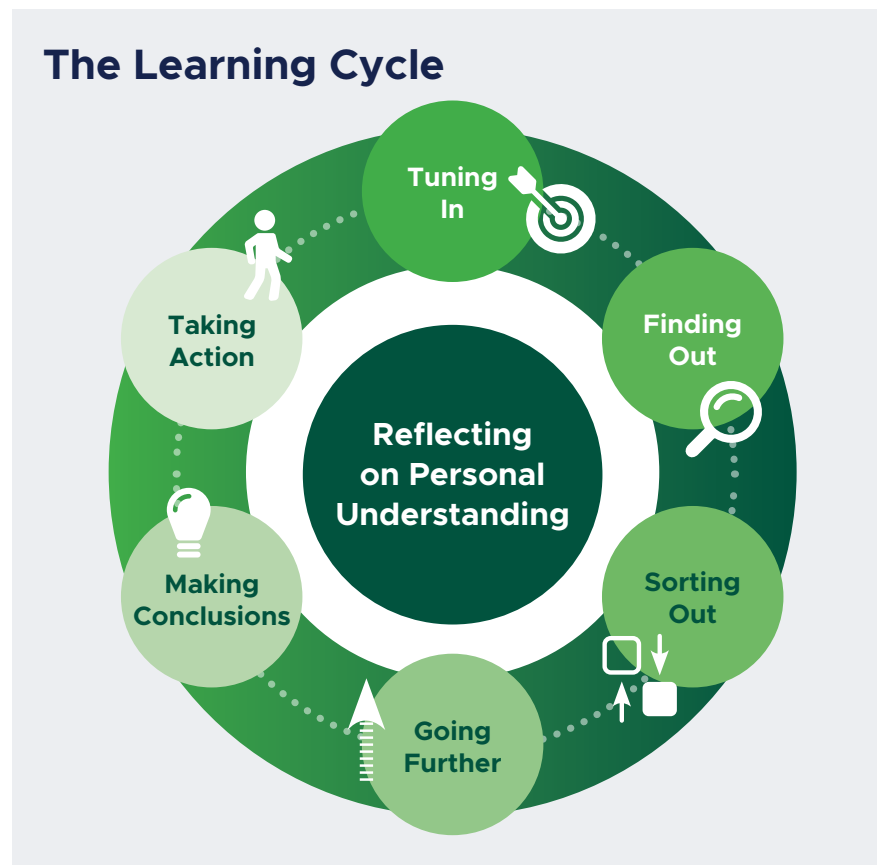 The Learning Cycle
Tuning
In
Finding
Out
Sorting
Out
Going
Further
Making
Conclusions
Taking
Action
Reflecting
on Personal
Understanding